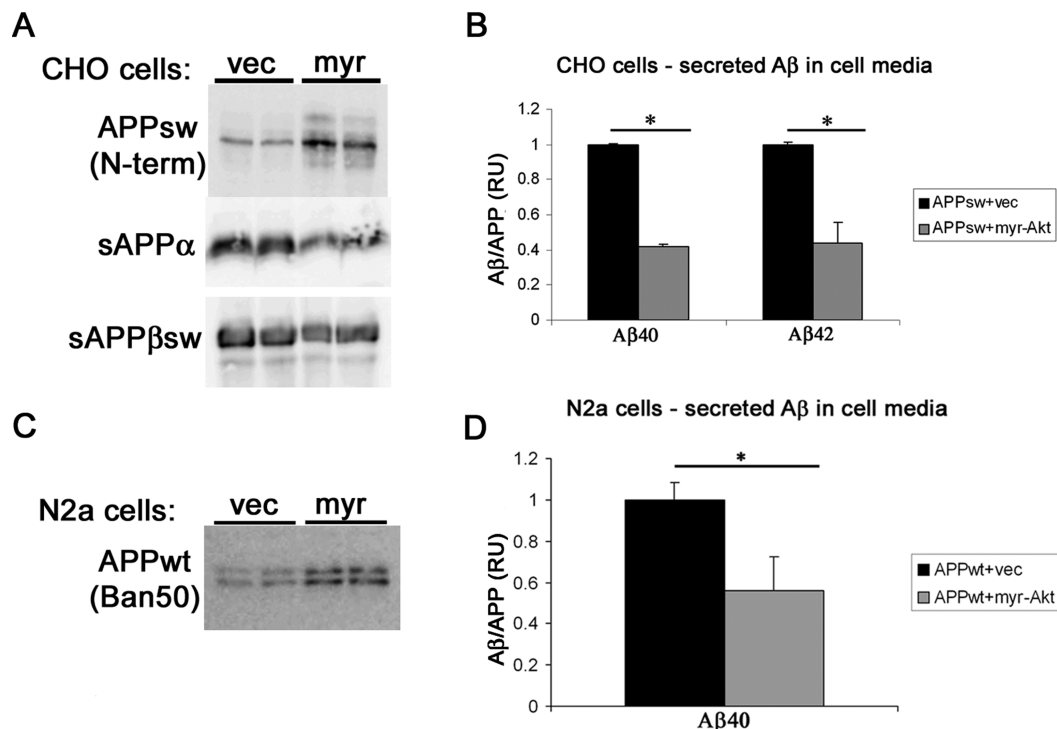 A
CHO cells: vec myr
APPsw
(N-term)
sAPPα
sAPPβsw
B
CHO cells - secreted Aβ in cell media
Aβ/APP (RU)
1.2
1
0.8
0.6
0.4
0.2
0
* *
Aβ40 Aβ42
APPsw+vec
APPsw+myr-Akt
C
N2a cells: vec myr
APPwt
(Ban50)
D
N2a cells - secreted Aβ in cell media
Aβ/APP (RU)
1.2
1
0.8
0.6
0.4
0.2
0
*
Aβ40
APPwt+vec
APPwt+myr-Akt